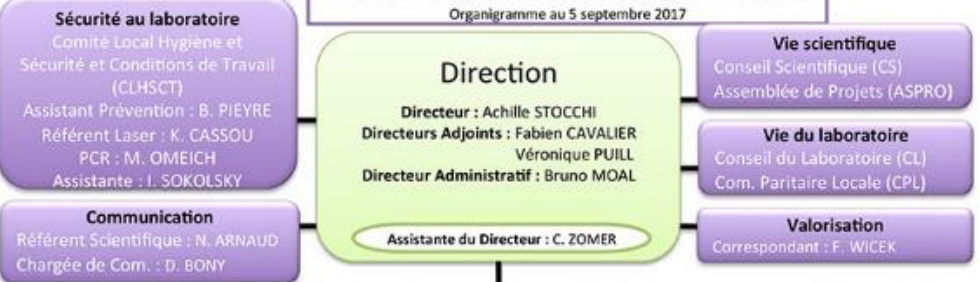 Organigramme au 5 septembre 2017
Sécurité au laboratoire
Comité Local Hygiène et
Sécurité et Conditions de Travail
(CLHSCT)
Assistant Prévention : B. PIEYRE
Référent Laser : K. CASSOU
PCR : M. OMEICH
Assistante : I. SOKOLSKY
Communication
Référent Scientifique : N. ARNAUD
Chargée de Com. : D. BONY
Direction
Directeur : Achille STOCCHI
Directeurs Adjoints : Fabien CAVALIER
Véronique PUILL
Directeur Administratif : Bruno MOAL
Assistante du Directeur : C. ZOMER
Vie scientifique
Conseil Scientifique (CS)
Assemblée de Projets (ASPRO)
Vie du laboratoire
Conseil du Laboratoire (CL)
Com. Paritaire Locale (CPL)
Valorisation
Correspondant : F. WICEK